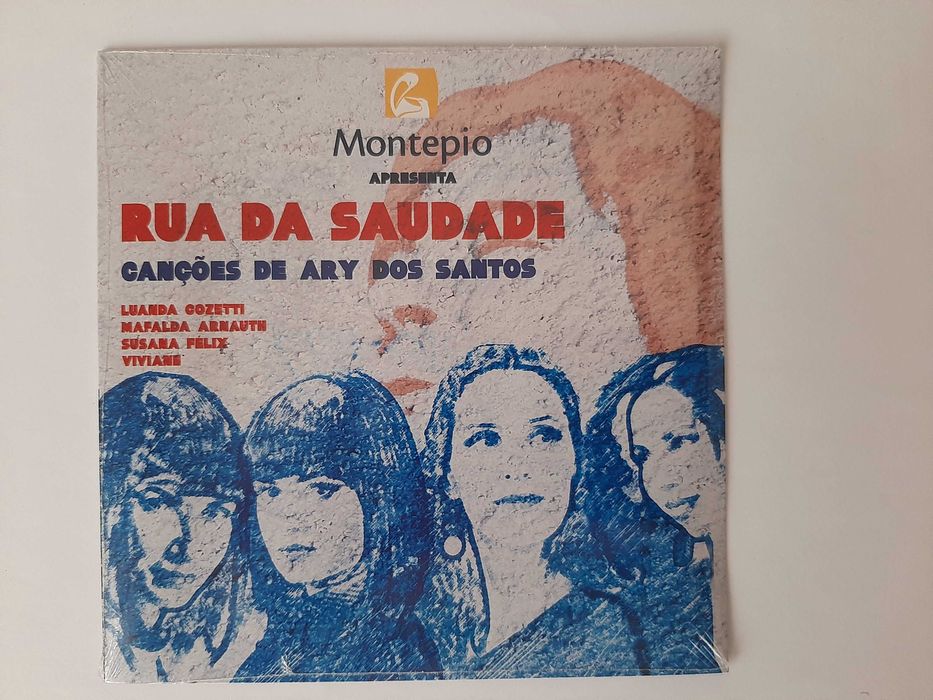 Montepio
APRESENTA
RUA DA SAUDADE
CANÇÕES DE ARY DOS SANTOS
LUANDA COZETTI
MAFALDA ARNAUTH
SUSANA FÉLIX
VIVIANE